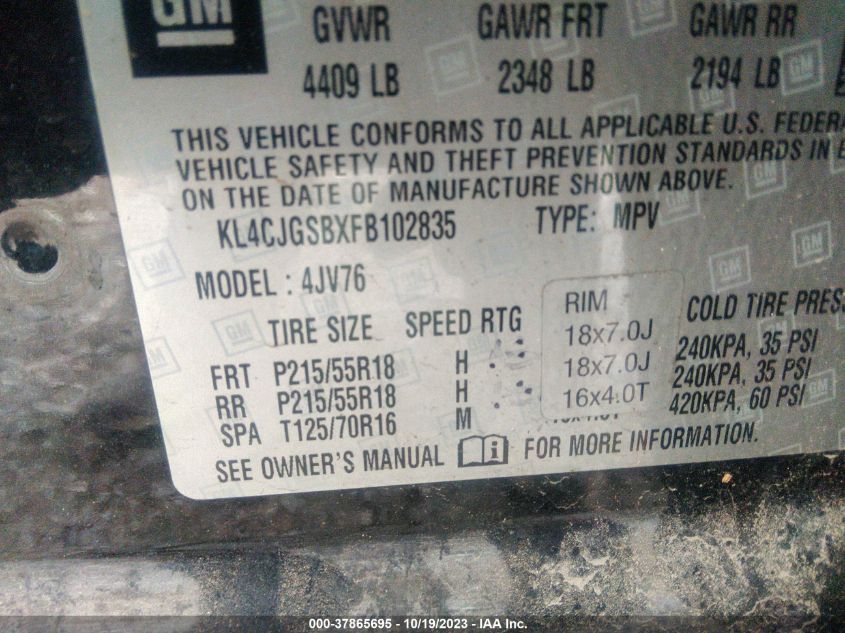 GM
GVWR GAWR FRT GAWR RR
4409 LB 2348 LB 2194 LB
THIS VEHICLE CONFORMS TO ALL APPLICABLE U.S. FEDERA
VEHICLE SAFETY AND THEFT PREVENTION STANDARDS IN E
ON THE DATE OF MANUFACTURE SHOWN ABOVE.
KL4CJGSBXFB102835 TYPE: MPV
MODEL : 4JV76
TIRE SIZE SPEED RTG RIM COLD TIRE PRESS
FRT P215/55R18 H 18x7.0J 240KPA, 35 PSI
RR P215/55R18 H 18x7.0J 240KPA, 35 PSI
SPA T125/70R16 M 16x4.0T 420KPA, 60 PSI
SEE OWNER'S MANUAL i FOR MORE INFORMATION.
000-37865695 - 10/19/2023 - IAA Inc.